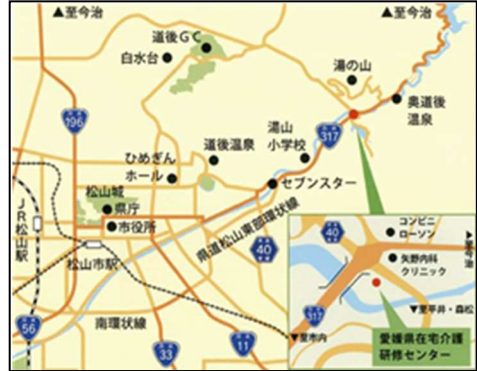 ▲至今治
▲至今治
道後GC
白水台
湯の山
奥道後
温泉
196
317
湯山
小学校
道後温泉
ひめぎん
ホール
セブンスター
松山城
県庁
市役所
県道松山東部環状線
40
JR松山駅
松山市駅
南環状線
56
33
11
コンビニ
ローソン
40
▲至今治
矢野内科
クリニック
▼至平井・森松
317
▼至市内
愛媛県在宅介護
研修センター